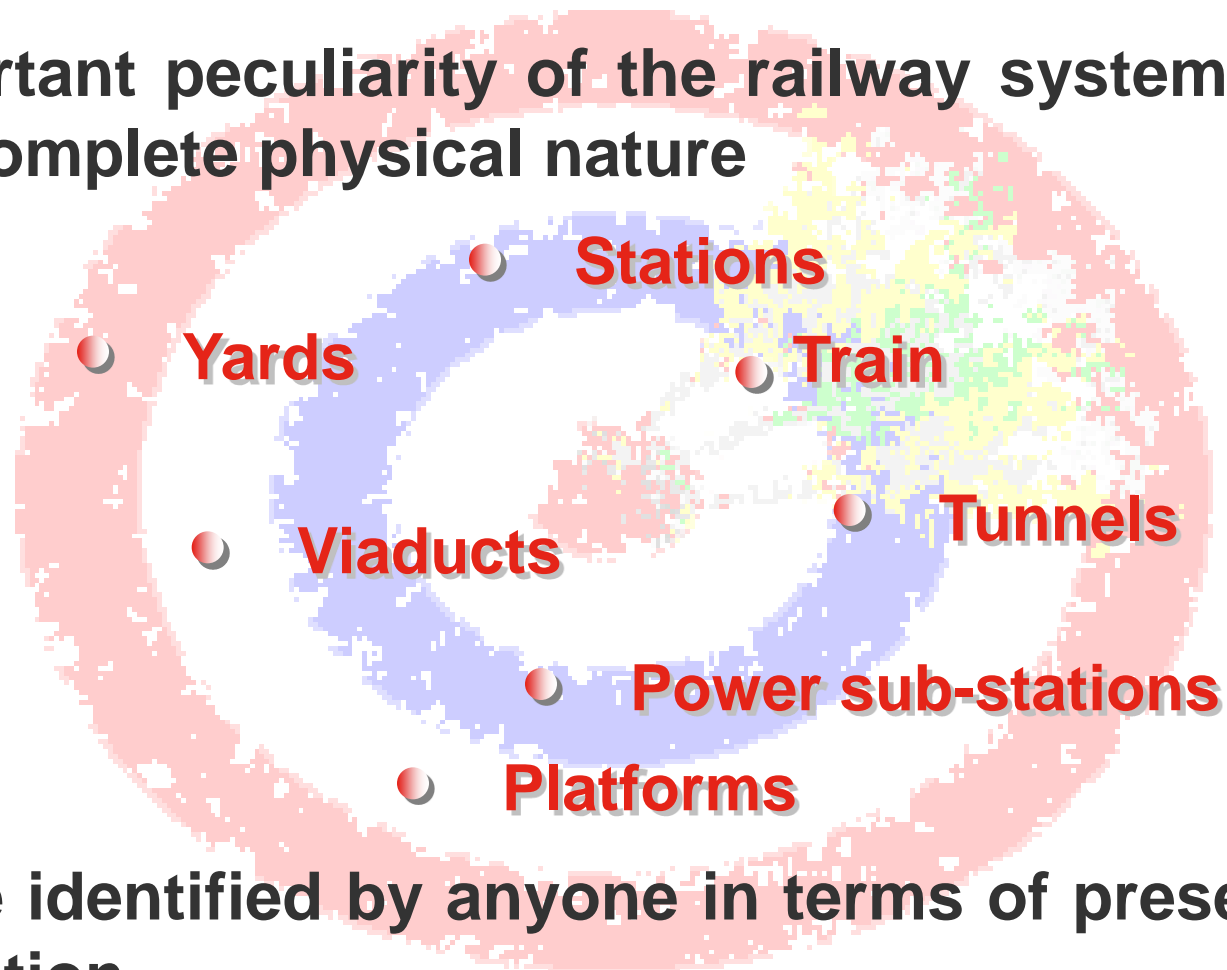 rtant peculiarity of the railway system
omplete physical nature
Stations
Yards
Train
Tunnels
Viaducts
Power sub-stations
Platforms
e identified by anyone in terms of prese
tion